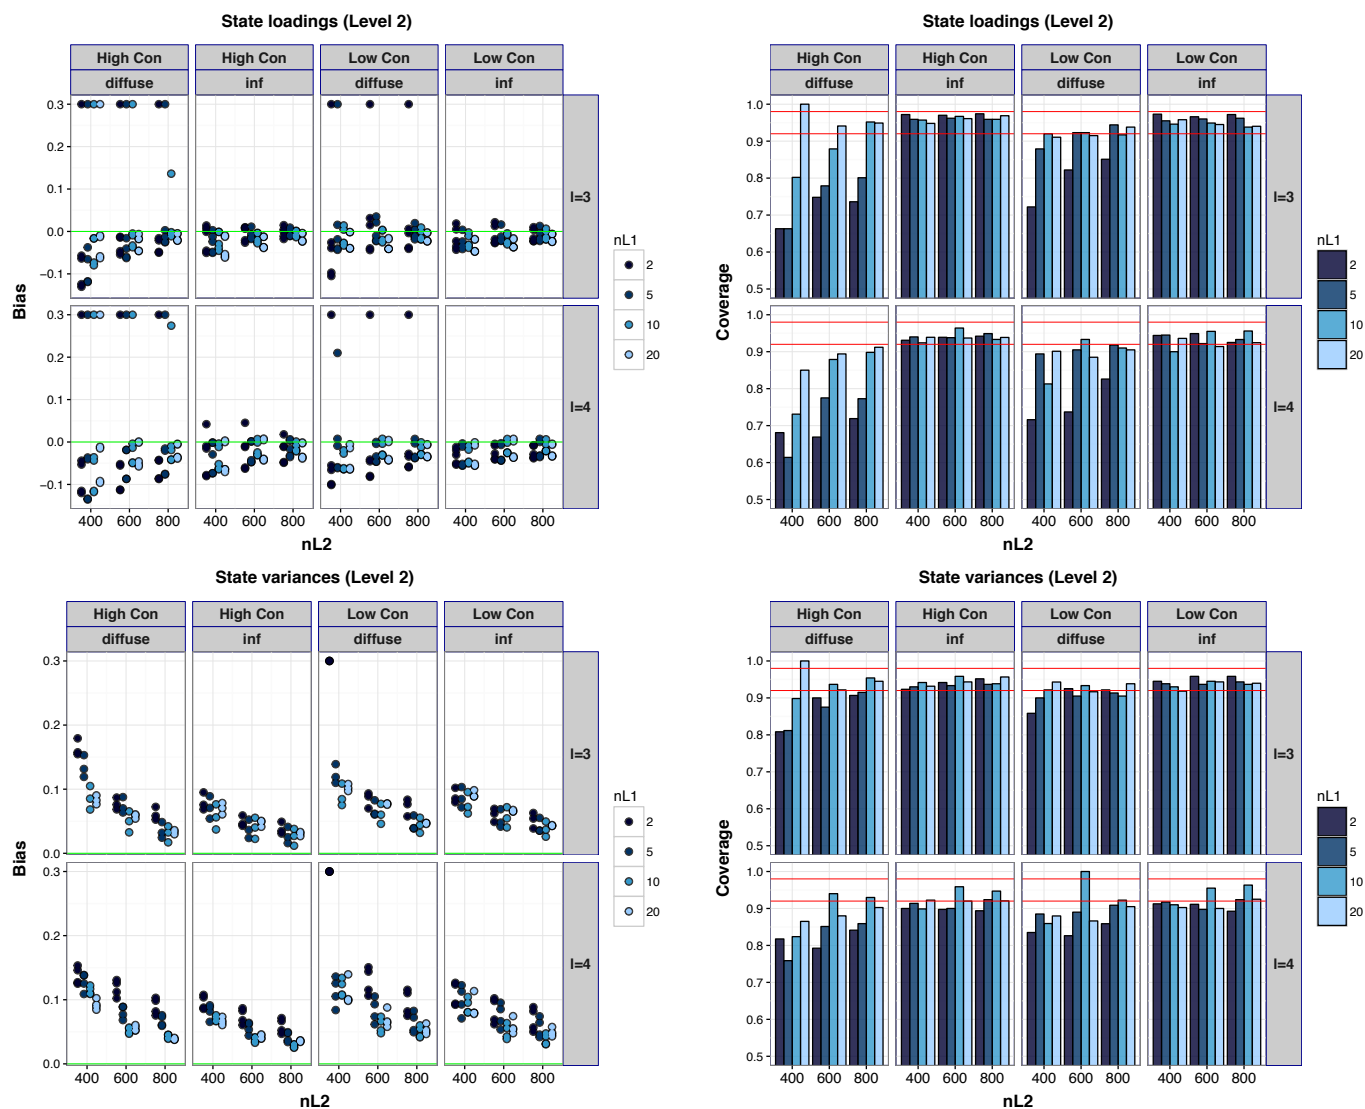 State loadings (Level 2)
High Con High Con Low Con Low Con
diffuse inf diffuse inf
0.3
0.2
0.1
0.0
−0.1
l=3
0.3
0.2
0.1
0.0
−0.1
l=4
Bias
400 600 800 400 600 800 400 600 800 400 600 800
nL2
nL1
2
5
10
20
State loadings (Level 2)
High Con High Con Low Con Low Con
diffuse inf diffuse inf
1.0
0.9
0.8
0.7
0.6
0.5
l=3
1.0
0.9
0.8
0.7
0.6
0.5
l=4
Coverage
400 600 800 400 600 800 400 600 800 400 600 800
nL2
nL1
2
5
10
20
State variances (Level 2)
High Con High Con Low Con Low Con
diffuse inf diffuse inf
0.3
0.2
0.1
0.0
l=3
0.3
0.2
0.1
0.0
l=4
Bias
400 600 800 400 600 800 400 600 800 400 600 800
nL2
nL1
2
5
10
20
State variances (Level 2)
High Con High Con Low Con Low Con
diffuse inf diffuse inf
1.0
0.9
0.8
0.7
0.6
0.5
l=3
1.0
0.9
0.8
0.7
0.6
0.5
l=4
Coverage
400 600 800 400 600 800 400 600 800 400 600 800
nL2
nL1
2
5
10
20